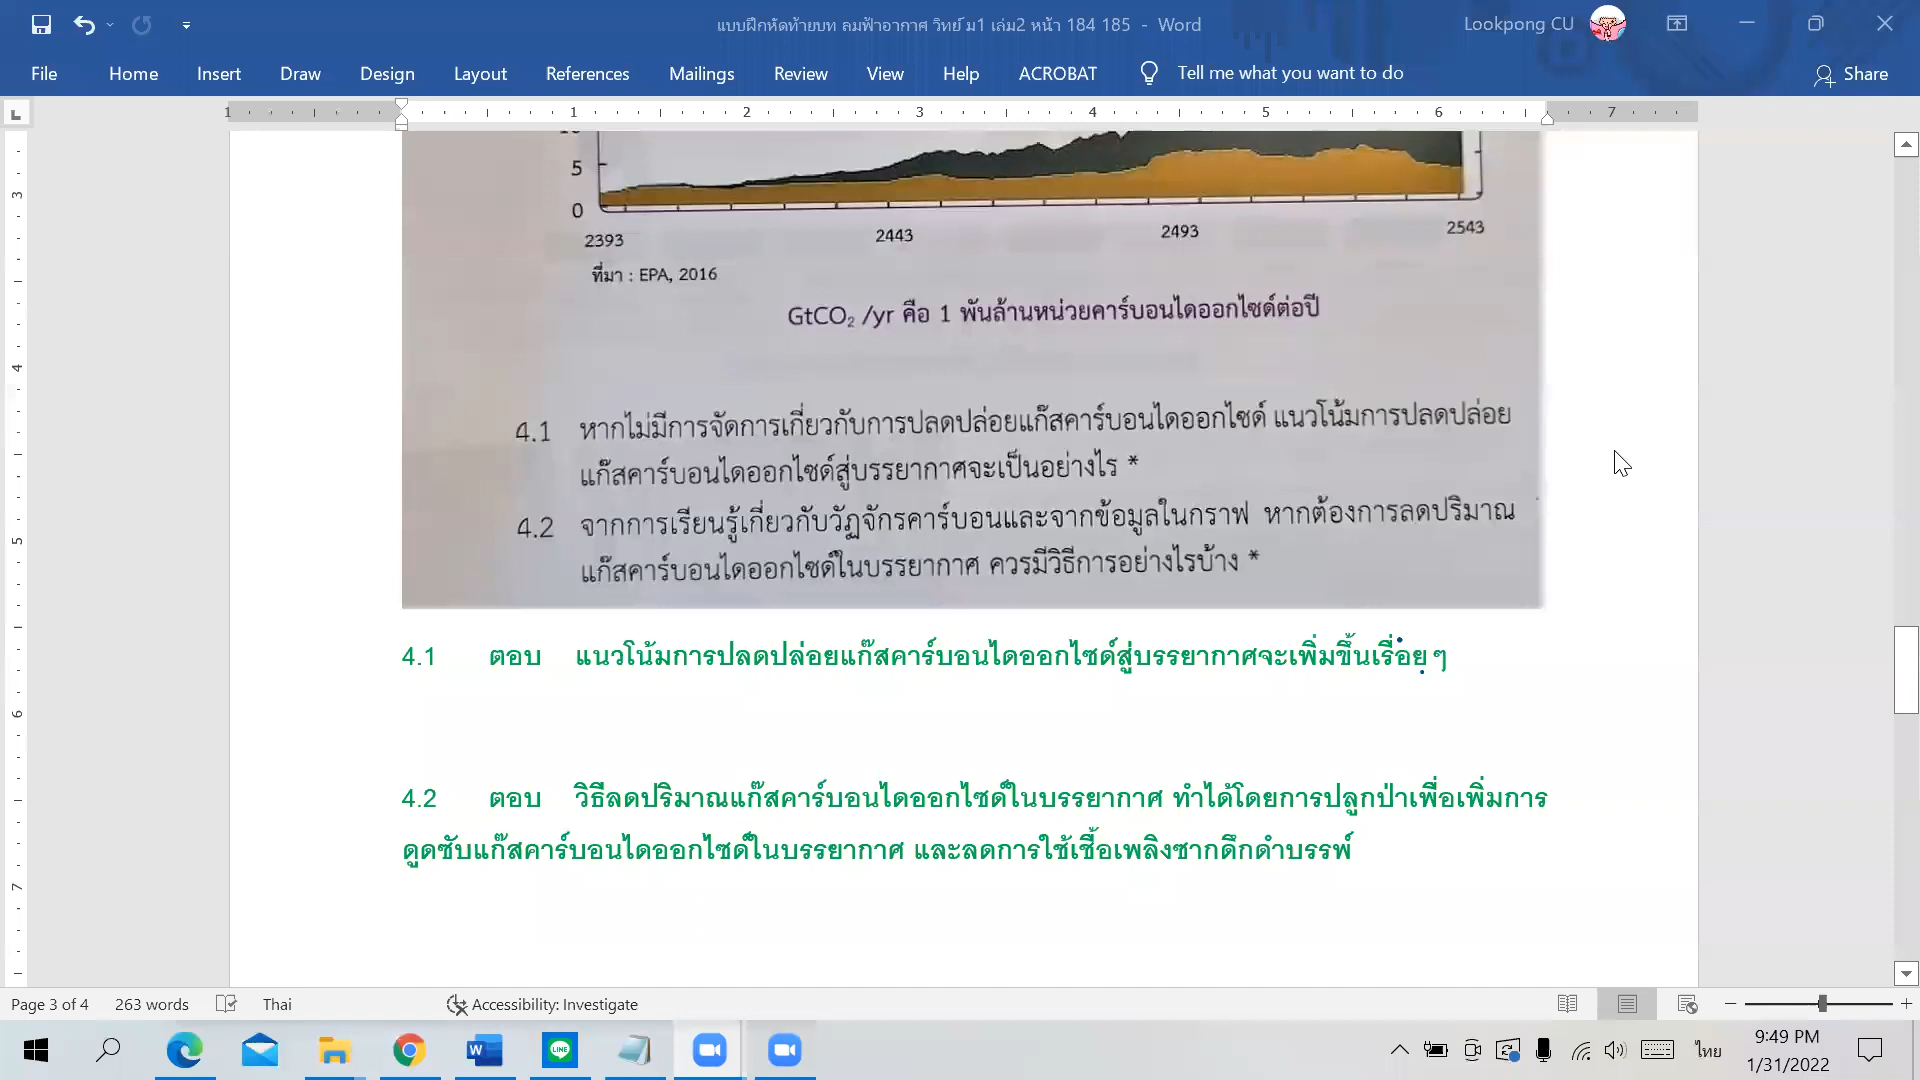 แบบฝึกหัดท้ายบท ลมฟ้าอากาศ วิทย์ ม1 เล่ม2 หน้า 184 185 - Word
Lookpong CU
File Home Insert Draw Design Layout References Mailings Review View Help ACROBAT Tell me what you want to do Share
1 1 2 3 4 5 6 7
3
4
5
6
7
10
5
0
2393 2443 2493 2543
ที่มา : EPA, 2016
GtCO₂ /yr คือ 1 พันล้านหน่วยคาร์บอนไดออกไซด์ต่อปี
4.1 หากไม่มีการจัดการเกี่ยวกับการปลดปล่อยแก๊สคาร์บอนไดออกไซด์ แนวโน้มการปลดปล่อย
แก๊สคาร์บอนไดออกไซด์สู่บรรยากาศจะเป็นอย่างไร *
4.2 จากการเรียนรู้เกี่ยวกับวัฏจักรคาร์บอนและจากข้อมูลในกราฟ หากต้องการลดปริมาณ
แก๊สคาร์บอนไดออกไซด์ในบรรยากาศ ควรมีวิธีการอย่างไรบ้าง *
4.1 ตอบ แนวโน้มการปลดปล่อยแก๊สคาร์บอนไดออกไซด์สู่บรรยากาศจะเพิ่มขึ้นเรื่อยๆ
4.2 ตอบ วิธีลดปริมาณแก๊สคาร์บอนไดออกไซด์ในบรรยากาศ ทำได้โดยการปลูกป่าเพื่อเพิ่มการ
ดูดซับแก๊สคาร์บอนไดออกไซด์ในบรรยากาศ และลดการใช้เชื้อเพลิงซากดึกดำบรรพ์
Page 3 of 4 263 words Thai Accessibility: Investigate
LINE
ไทย
9:49 PM
1/31/2022